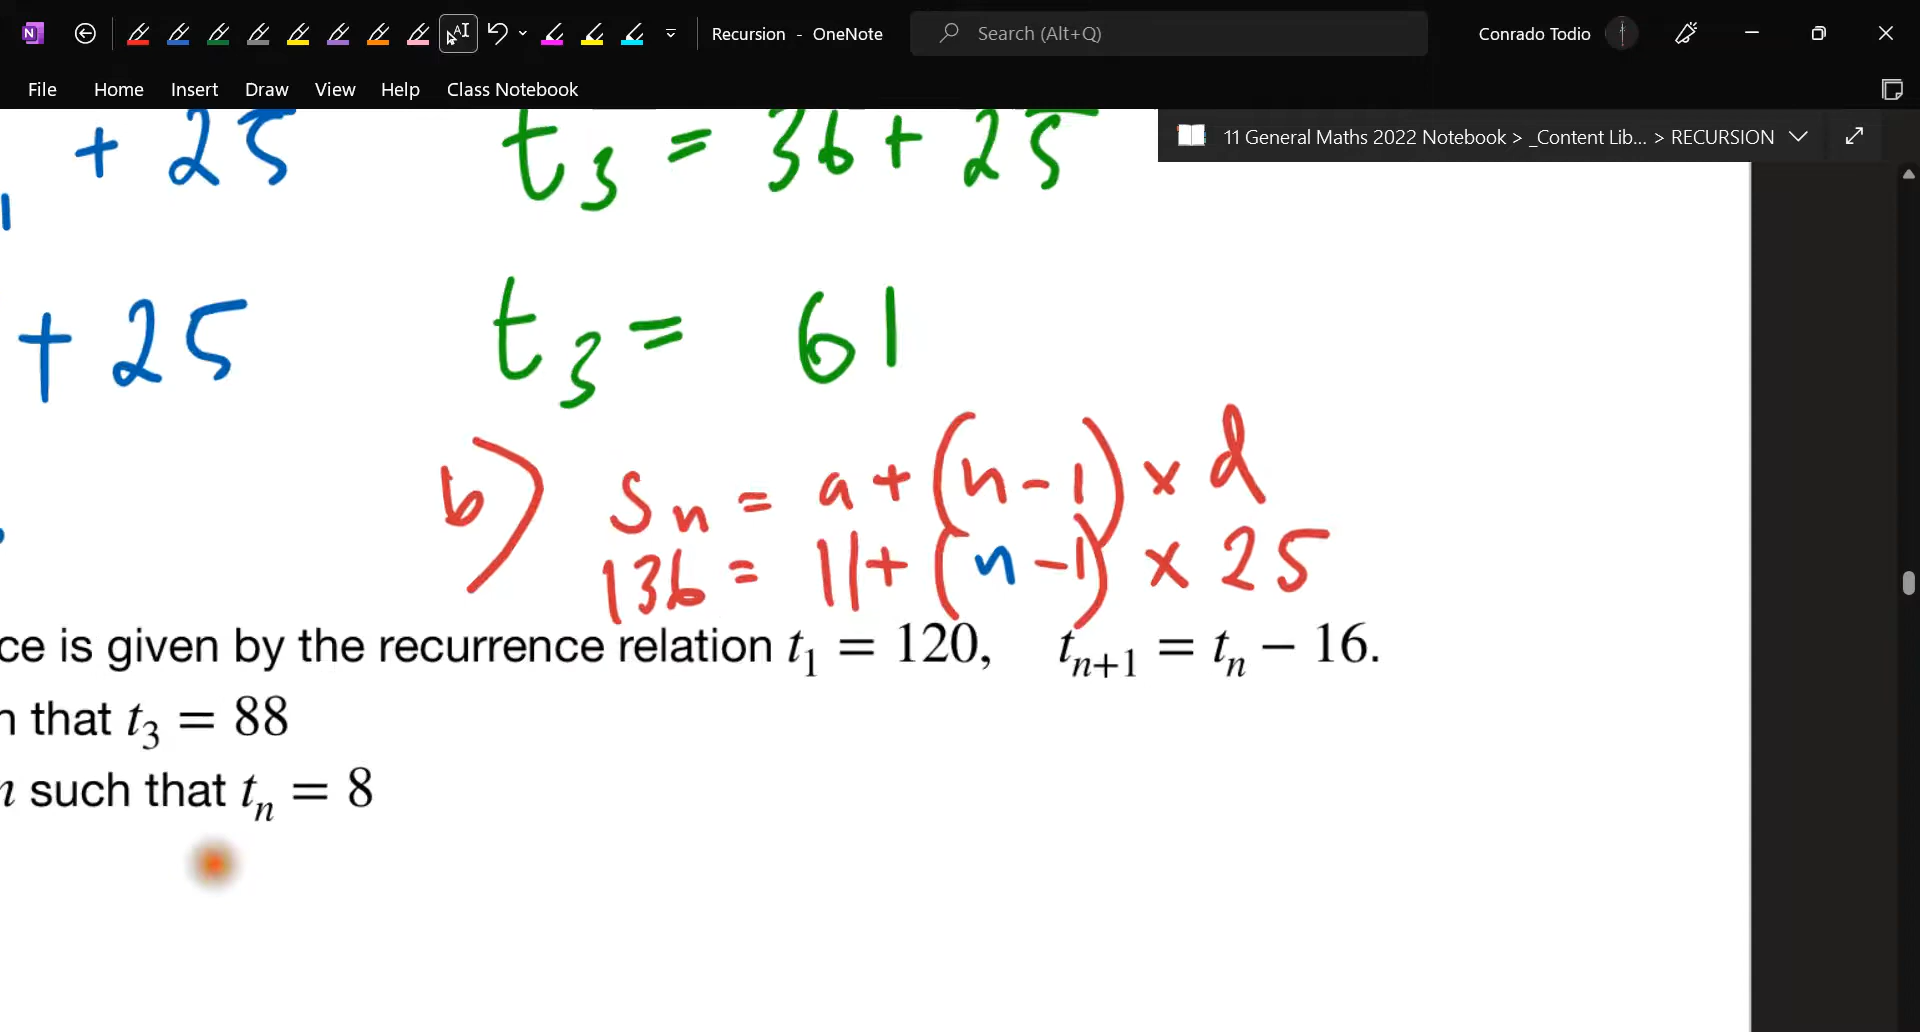 Recursion - OneNote
Search (Alt+Q)
Conrado Todio
File Home Insert Draw View Help Class Notebook
11 General Maths 2022 Notebook > _Content Lib... > RECURSION
+ 25
1
t3 = 36 + 25
+ 25
t3 = 61
b) Sn = a + (n - 1) × d
136 = 11 + (n - 1) × 25
ce is given by the recurrence relation t1 = 120, tn+1 = tn − 16.
n that t3 = 88
n such that tn = 8